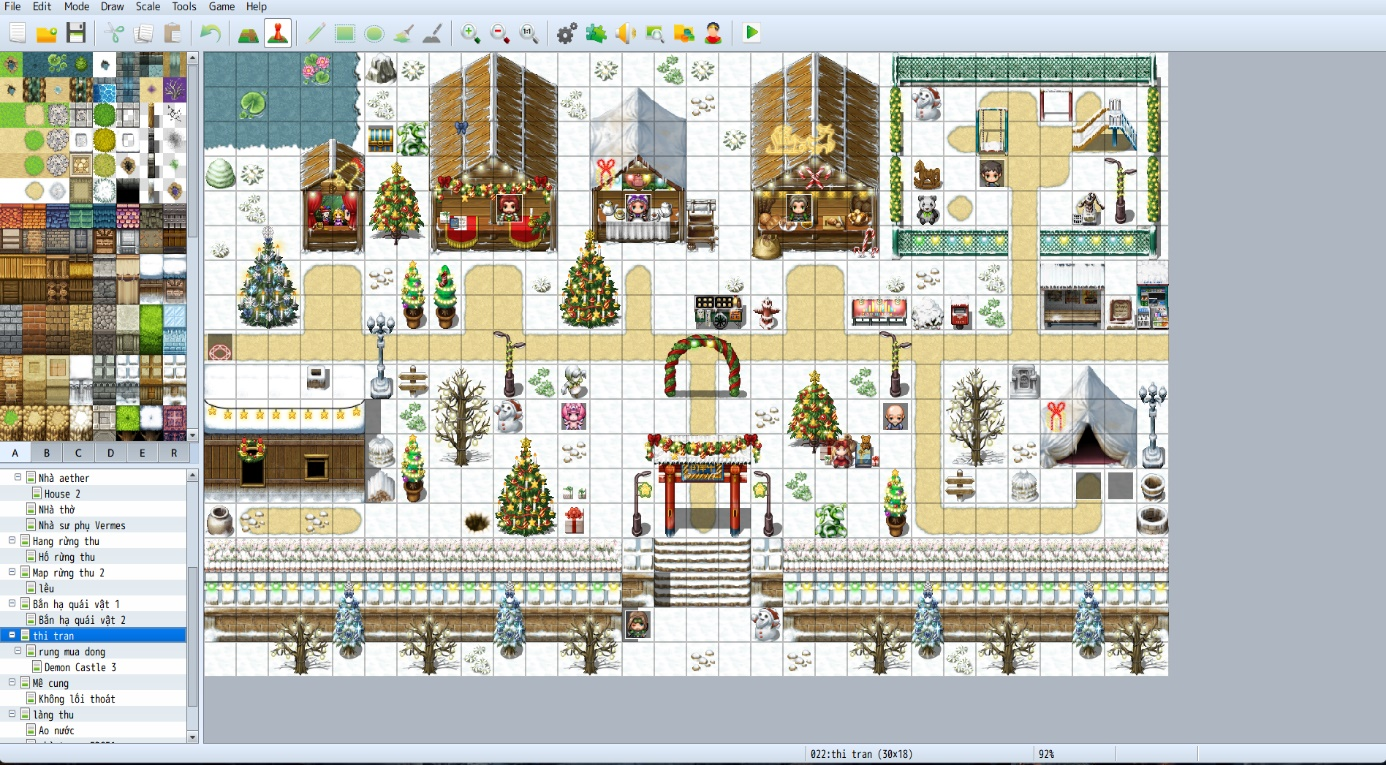 File Edit Mode Draw Scale Tools Game Help
A B C D E R
Nhà aether
House 2
NHà thờ
Nhà sư phụ Vermes
Hang rừng thu
Hồ rừng thu
Map rừng thu 2
lều
Bắn hạ quái vật 1
Bắn hạ quái vật 2
thi tran
rung mua dong
Demon Castle 3
Mê cung
Không lối thoát
làng thu
Ao nước
022:thi tran (30x18) 92%